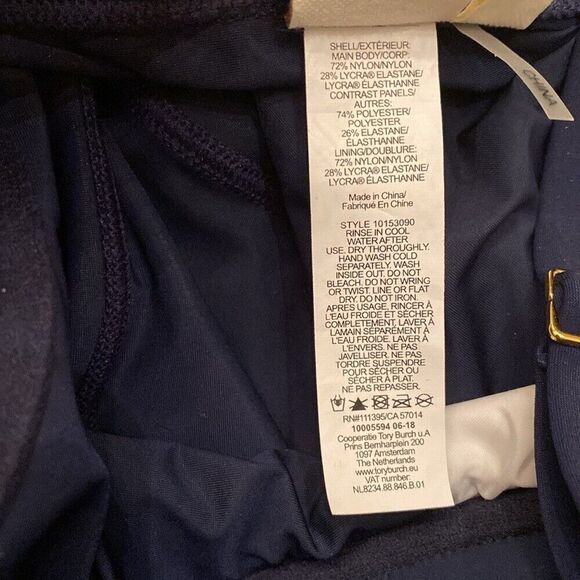 SHELL/EXTÉRIEUR:
MAIN BODY/CORP:
72% NYLON/NYLON
28% LYCRA® ELASTANE/
LYCRA® ÉLASTHANNE
CONTRAST PANELS/
AUTRES:
74% POLYESTER/
POLYESTER
26% ELASTANE/
ÉLASTHANNE
LINING/DOUBLURE:
72% NYLON/NYLON
28% LYCRA® ELASTANE/
LYCRA® ÉLASTHANNE
Made in China/
Fabriqué En Chine
STYLE 10153090
RINSE IN COOL
WATER AFTER
USE. DRY THOROUGHLY.
HAND WASH COLD
SEPARATELY. WASH
INSIDE OUT. DO NOT
BLEACH. DO NOT WRING
OR TWIST. LINE OR FLAT
DRY. DO NOT IRON.
APRES USAGE, RINCER À
L'EAU FROIDE ET SÉCHER
COMPLETEMENT. LAVER À
LA MAIN SÉPARÉMENT À
L'EAU FROIDE. LAVER À
L'ENVERS. NE PAS
JAVELLISER. NE PAS
TORDRE SUSPENDRE
POUR SÉCHER OU
SÉCHER À PLAT.
NE PAS REPASSER.
RN#111395/CA 57014
10005594 06-18
Cooperatie Tory Burch u.A
Prins Bernhardplein 200
1097 Amsterdam
The Netherlands
www.toryburch.com
VAT number:
NL8234.88.846.B.01
CHINA